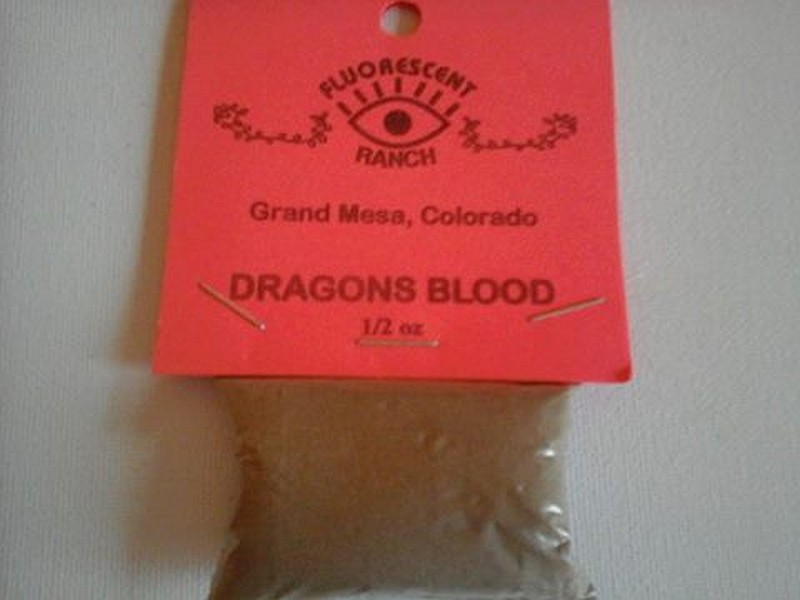 FLUORESCENT
RANCH
Grand Mesa, Colorado
DRAGONS BLOOD
1/2 oz